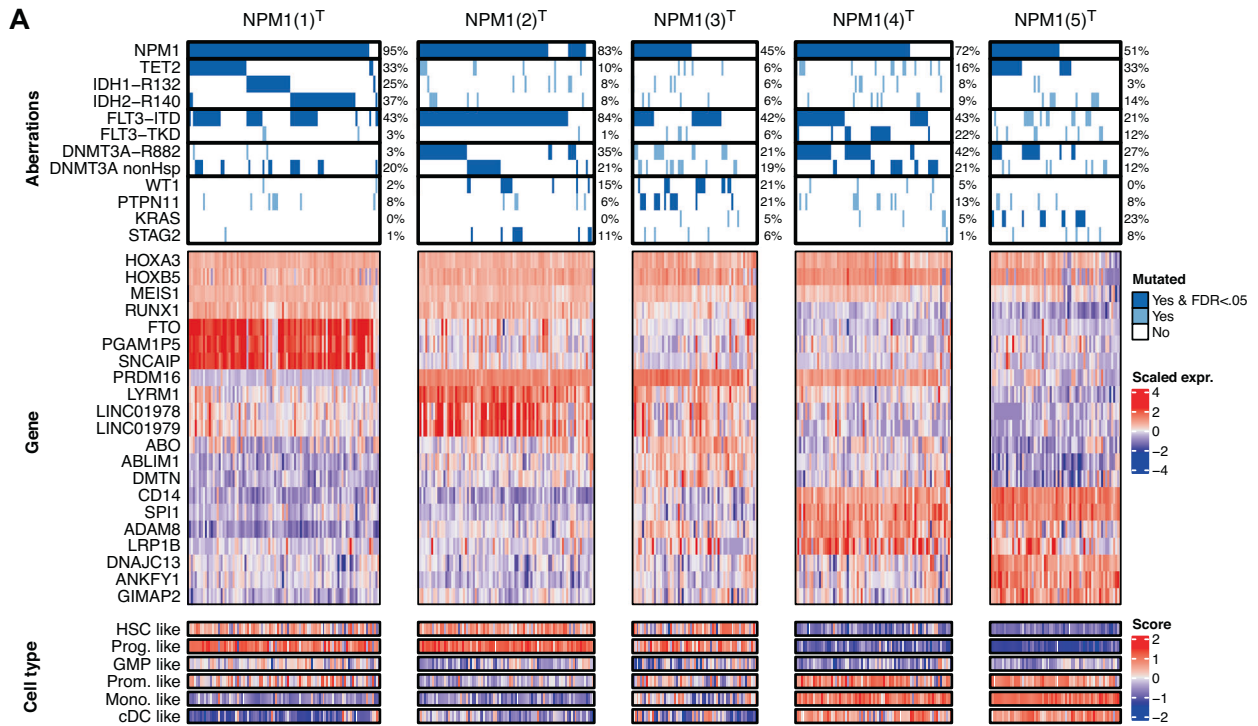 A
NPM1(1)T NPM1(2)T NPM1(3)T NPM1(4)T NPM1(5)T
Aberrations
NPM1 95% 83% 45% 72% 51%
TET2 33% 10% 6% 16% 33%
IDH1-R132 25% 8% 6% 8% 3%
IDH2-R140 37% 8% 6% 9% 14%
FLT3-ITD 43% 84% 42% 43% 21%
FLT3-TKD 3% 1% 6% 22% 12%
DNMT3A-R882 3% 35% 21% 42% 27%
DNMT3A nonHsp 20% 21% 19% 21% 12%
WT1 2% 15% 21% 5% 0%
PTPN11 8% 6% 21% 13% 8%
KRAS 0% 0% 5% 5% 23%
STAG2 1% 11% 6% 1% 8%
Gene
HOXA3
HOXB5
MEIS1
RUNX1
FTO
PGAM1P5
SNCAIP
PRDM16
LYRM1
LINC01978
LINC01979
ABO
ABLIM1
DMTN
CD14
SPI1
ADAM8
LRP1B
DNAJC13
ANKFY1
GIMAP2
Cell type
HSC like
Prog. like
GMP like
Prom. like
Mono. like
cDC like
Mutated
Yes & FDR<.05
Yes
No
Scaled expr.
4
2
0
−2
−4
Score
2
1
0
−1
−2